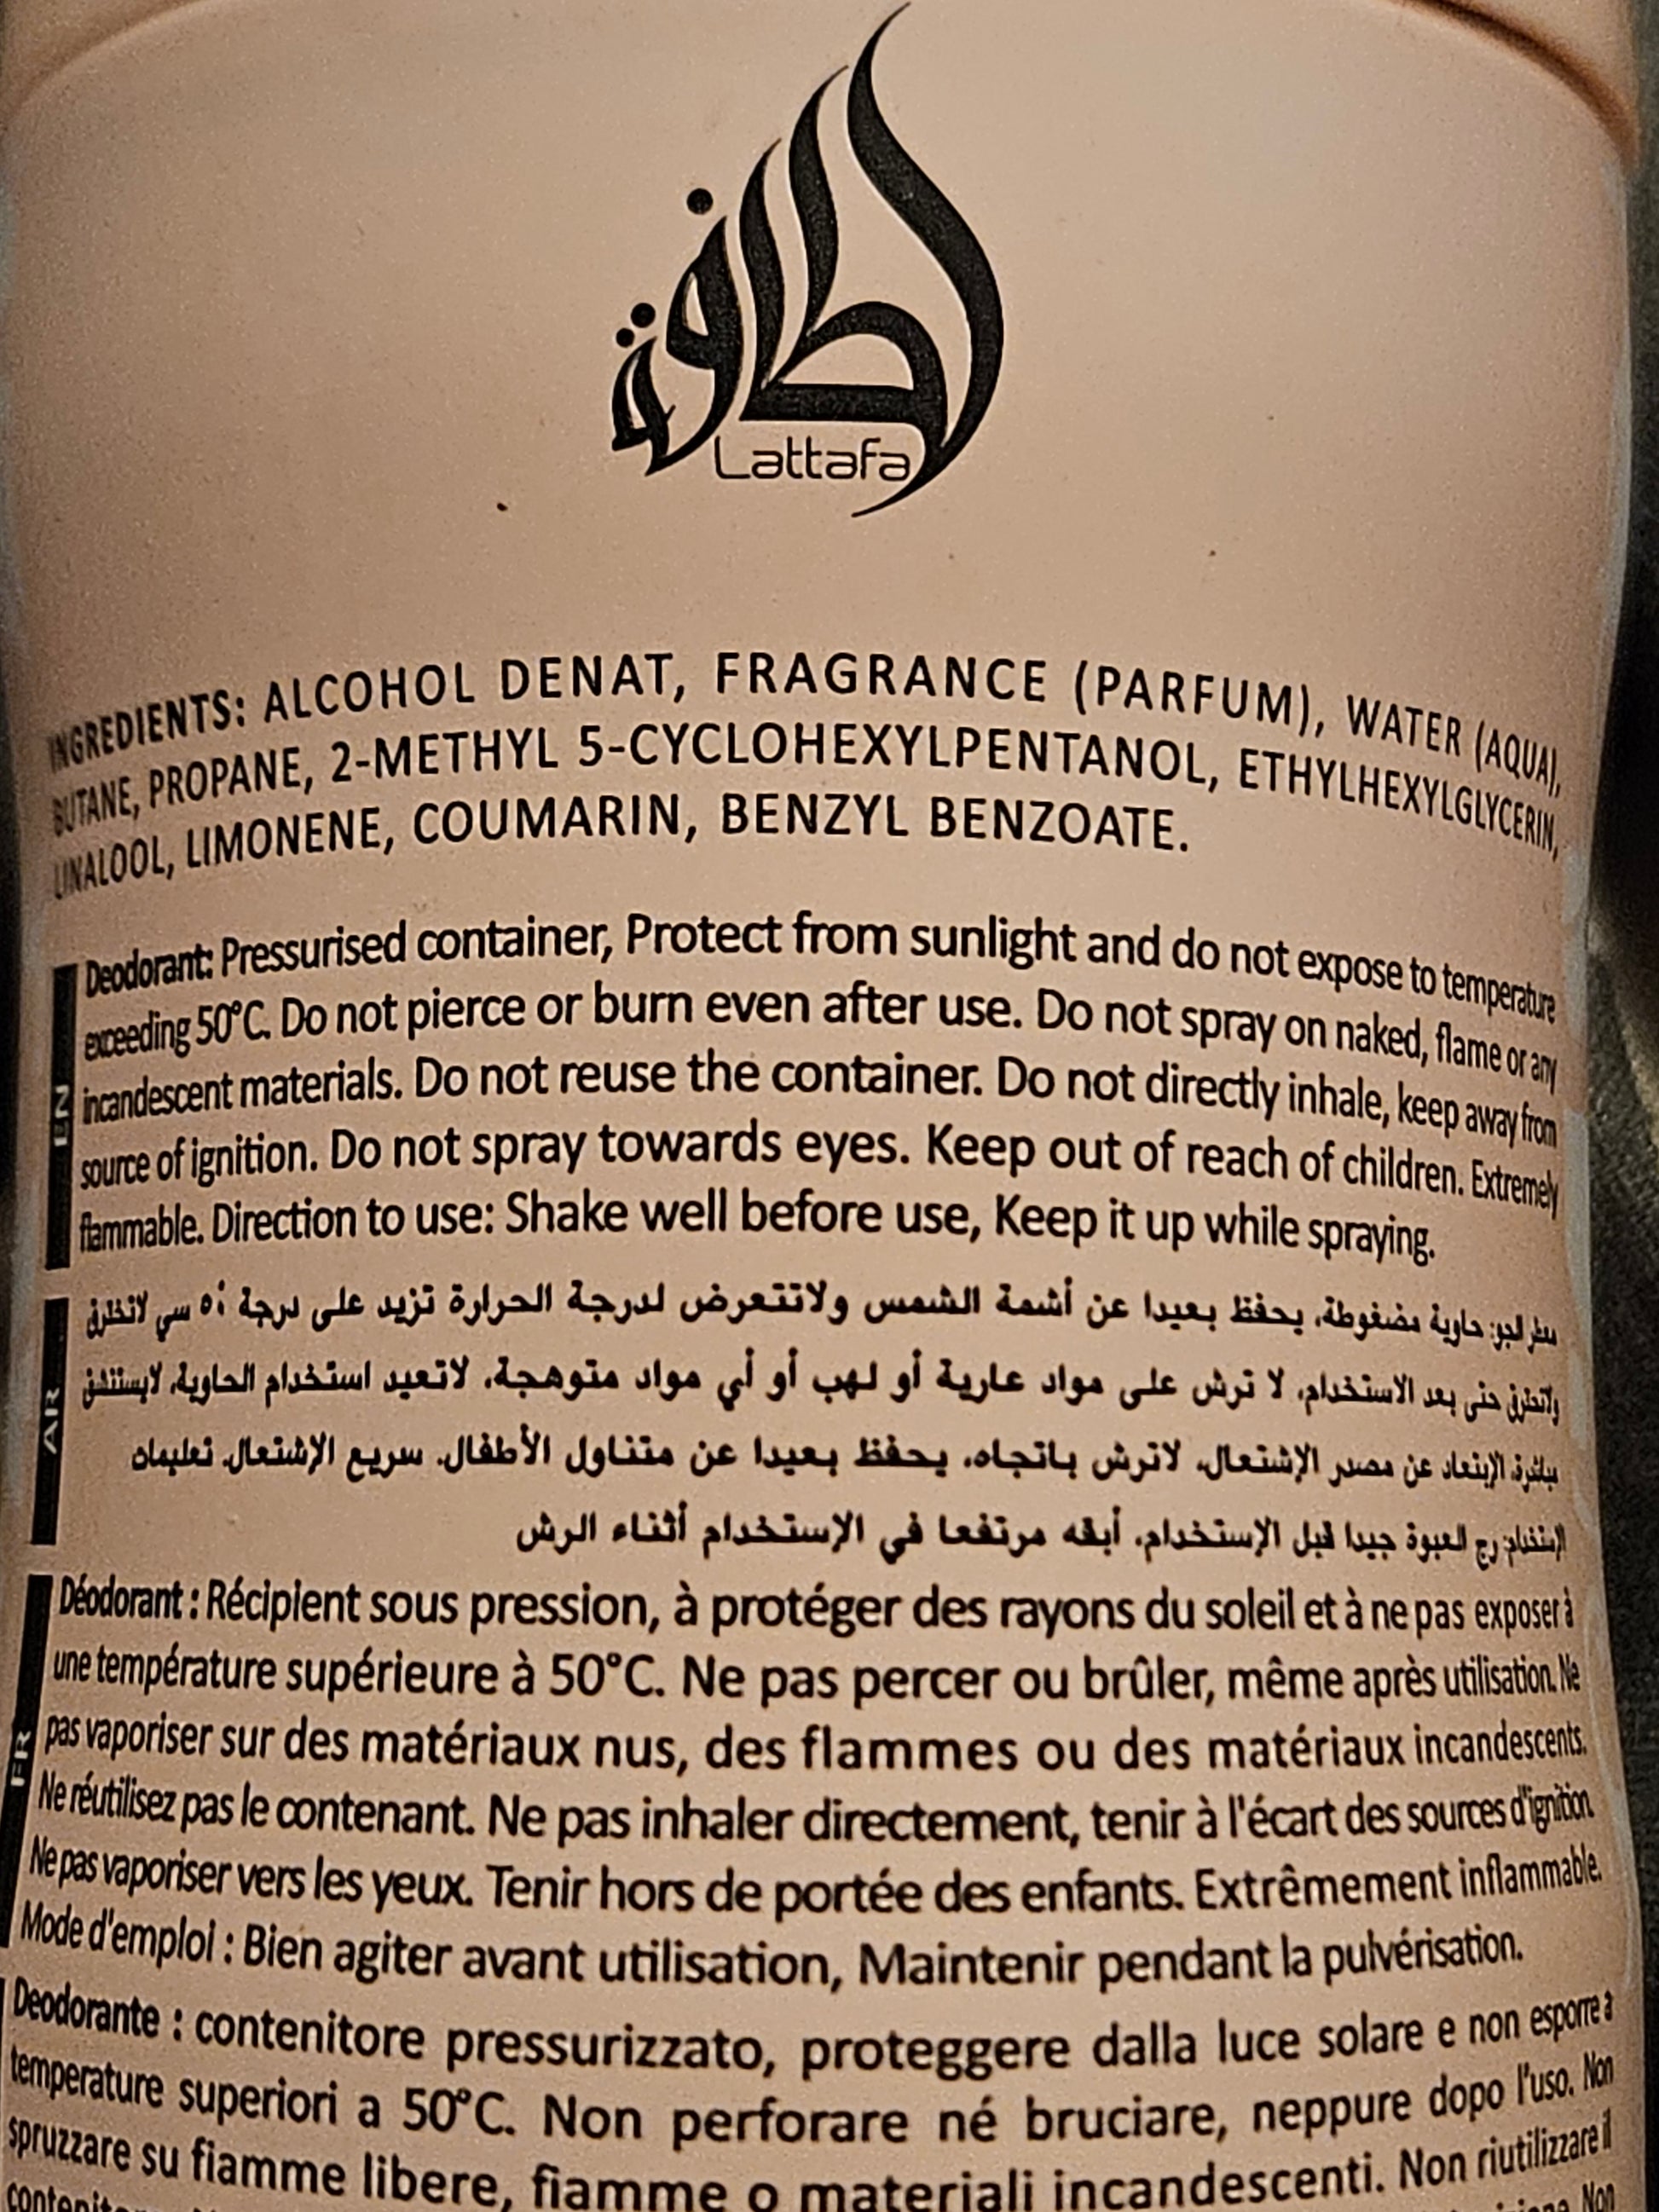 لطافة
Lattafa
INGREDIENTS: ALCOHOL DENAT, FRAGRANCE (PARFUM), WATER (AQUA),
BUTANE, PROPANE, 2-METHYL 5-CYCLOHEXYLPENTANOL, ETHYLHEXYLGLYCERIN,
LINALOOL, LIMONENE, COUMARIN, BENZYL BENZOATE.
EN
Deodorant: Pressurised container, Protect from sunlight and do not expose to temperature
exceeding 50°C. Do not pierce or burn even after use. Do not spray on naked, flame or any
incandescent materials. Do not reuse the container. Do not directly inhale, keep away from
source of ignition. Do not spray towards eyes. Keep out of reach of children. Extremely
flammable. Direction to use: Shake well before use, Keep it up while spraying.
AR
معطر الجو: حاوية مضغوطة، يحفظ بعيدا عن أشمة الشمس ولاتتعرض لدرجة الحرارة تزيد على درجة ٥٠ سي لاتخترق
ولاتحترق حتى بعد الاستخدام، لا ترش على مواد عارية أو لهب أو أي مواد متوهجة، لاتعيد استخدام الحاوية، لايستنشق
مباشرة، الإبتعاد عن مصدر الإشتعال، لاترش باتجاه، يحفظ بعيدا عن متناول الأطفال. سريع الإشتعال. تعليمات
الإستخدام: رج العبوة جيدا قبل الإستخدام، أبقه مرتفعا في الإستخدام أثناء الرش
FR
Déodorant : Récipient sous pression, à protéger des rayons du soleil et à ne pas exposer à
une température supérieure à 50°C. Ne pas percer ou brûler, même après utilisation. Ne
pas vaporiser sur des matériaux nus, des flammes ou des matériaux incandescents.
Ne réutilisez pas le contenant. Ne pas inhaler directement, tenir à l'écart des sources d'ignition.
Ne pas vaporiser vers les yeux. Tenir hors de portée des enfants. Extrêmement inflammable.
Mode d'emploi : Bien agiter avant utilisation, Maintenir pendant la pulvérisation.
Deodorante : contenitore pressurizzato, proteggere dalla luce solare e non esporre a
temperature superiori a 50°C. Non perforare né bruciare, neppure dopo l'uso. Non
spruzzare su fiamme libere, fiamme o materiali incandescenti. Non riutilizzare il
Non